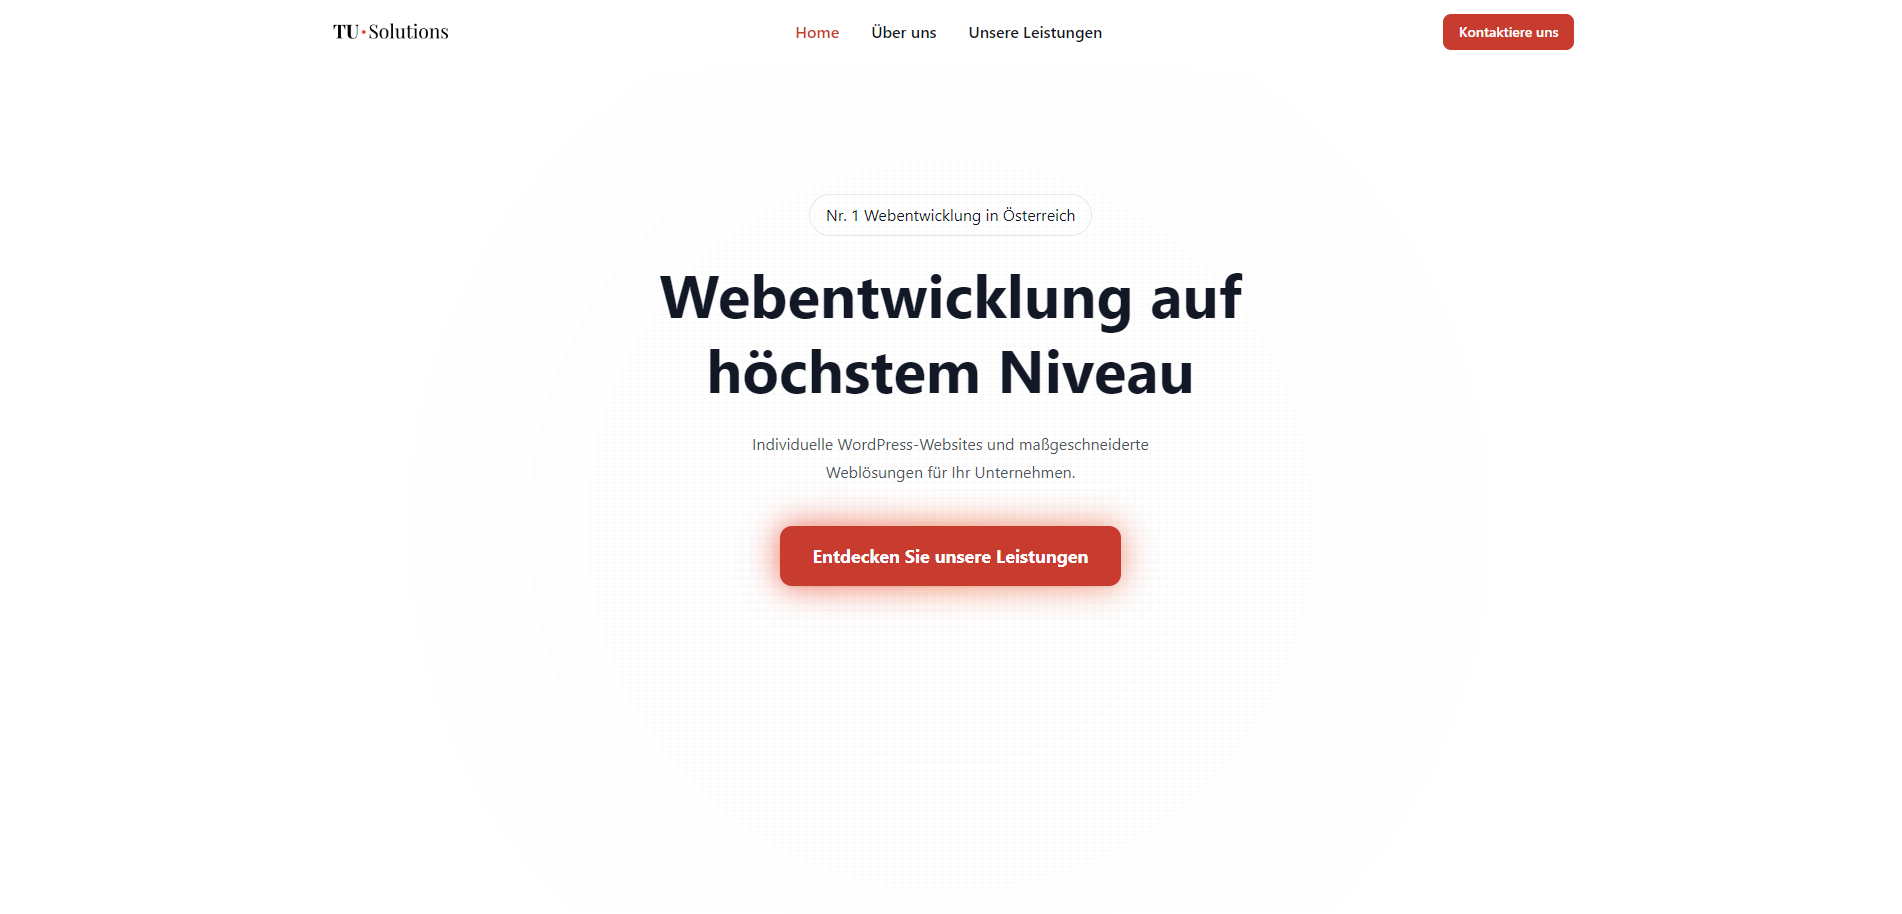 TU·Solutions
Home
Über uns
Unsere Leistungen
Kontaktiere uns
Nr. 1 Webentwicklung in Österreich
Webentwicklung auf
höchstem Niveau
Individuelle WordPress-Websites und maßgeschneiderte
Weblösungen für Ihr Unternehmen.
Entdecken Sie unsere Leistungen